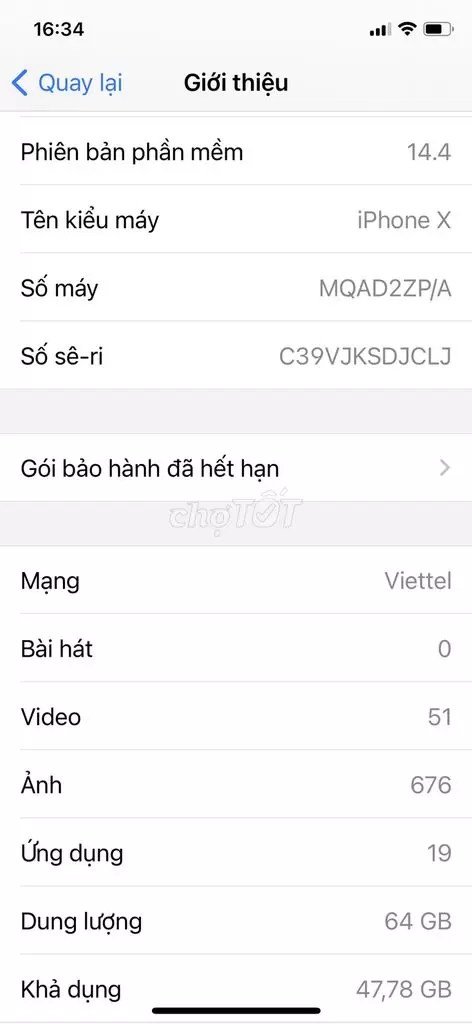 16:34
Quay lại Giới thiệu
Phiên bản phần mềm 14.4
Tên kiểu máy iPhone X
Số máy MQAD2ZP/A
Số sê-ri C39VJKSDJCLJ
Gói bảo hành đã hết hạn
chợTỐT
Mạng Viettel
Bài hát 0
Video 51
Ảnh 676
Ứng dụng 19
Dung lượng 64 GB
Khả dụng 47,78 GB